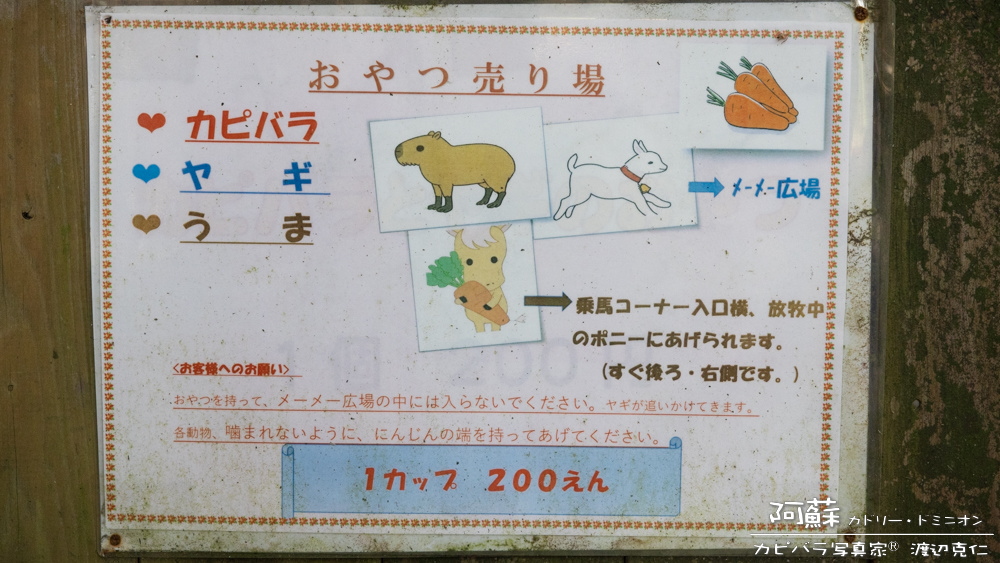 おやつ売り場
カピバラ
ヤギ
うま
メーメー広場
乗馬コーナー入口横、放牧中
のポニーにあげられます。
(すぐ後ろ・右側です。)
<お客様へのお願い>
おやつを持って、メーメー広場の中には入らないでください。ヤギが追いかけてきます。
各動物、噛まれないように、にんじんの端を持ってあげてください。
1カップ 200えん
阿蘇 カドリー・ドミニオン
カピバラ写真家® 渡辺克仁